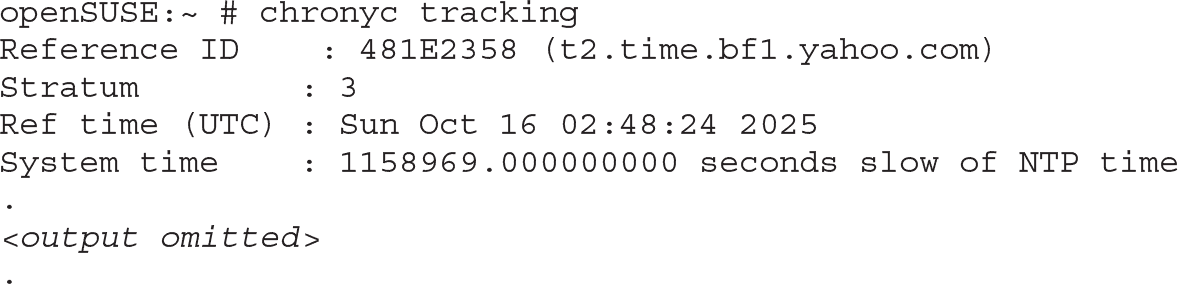 openSUSE:~ # chronyc tracking
Reference ID    : 481E2358 (t2.time.bf1.yahoo.com)
Stratum         : 3
Ref time (UTC)  : Sun Oct 16 02:48:24 2025
System time     : 1158969.000000000 seconds slow of NTP time
.
<output omitted>
.